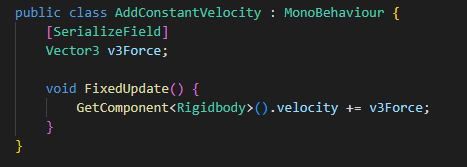 public class AddConstantVelocity : MonoBehaviour {
    [SerializeField]
    Vector3 v3Force;

    void FixedUpdate() {
        GetComponent<Rigidbody>().velocity += v3Force;
    }
}